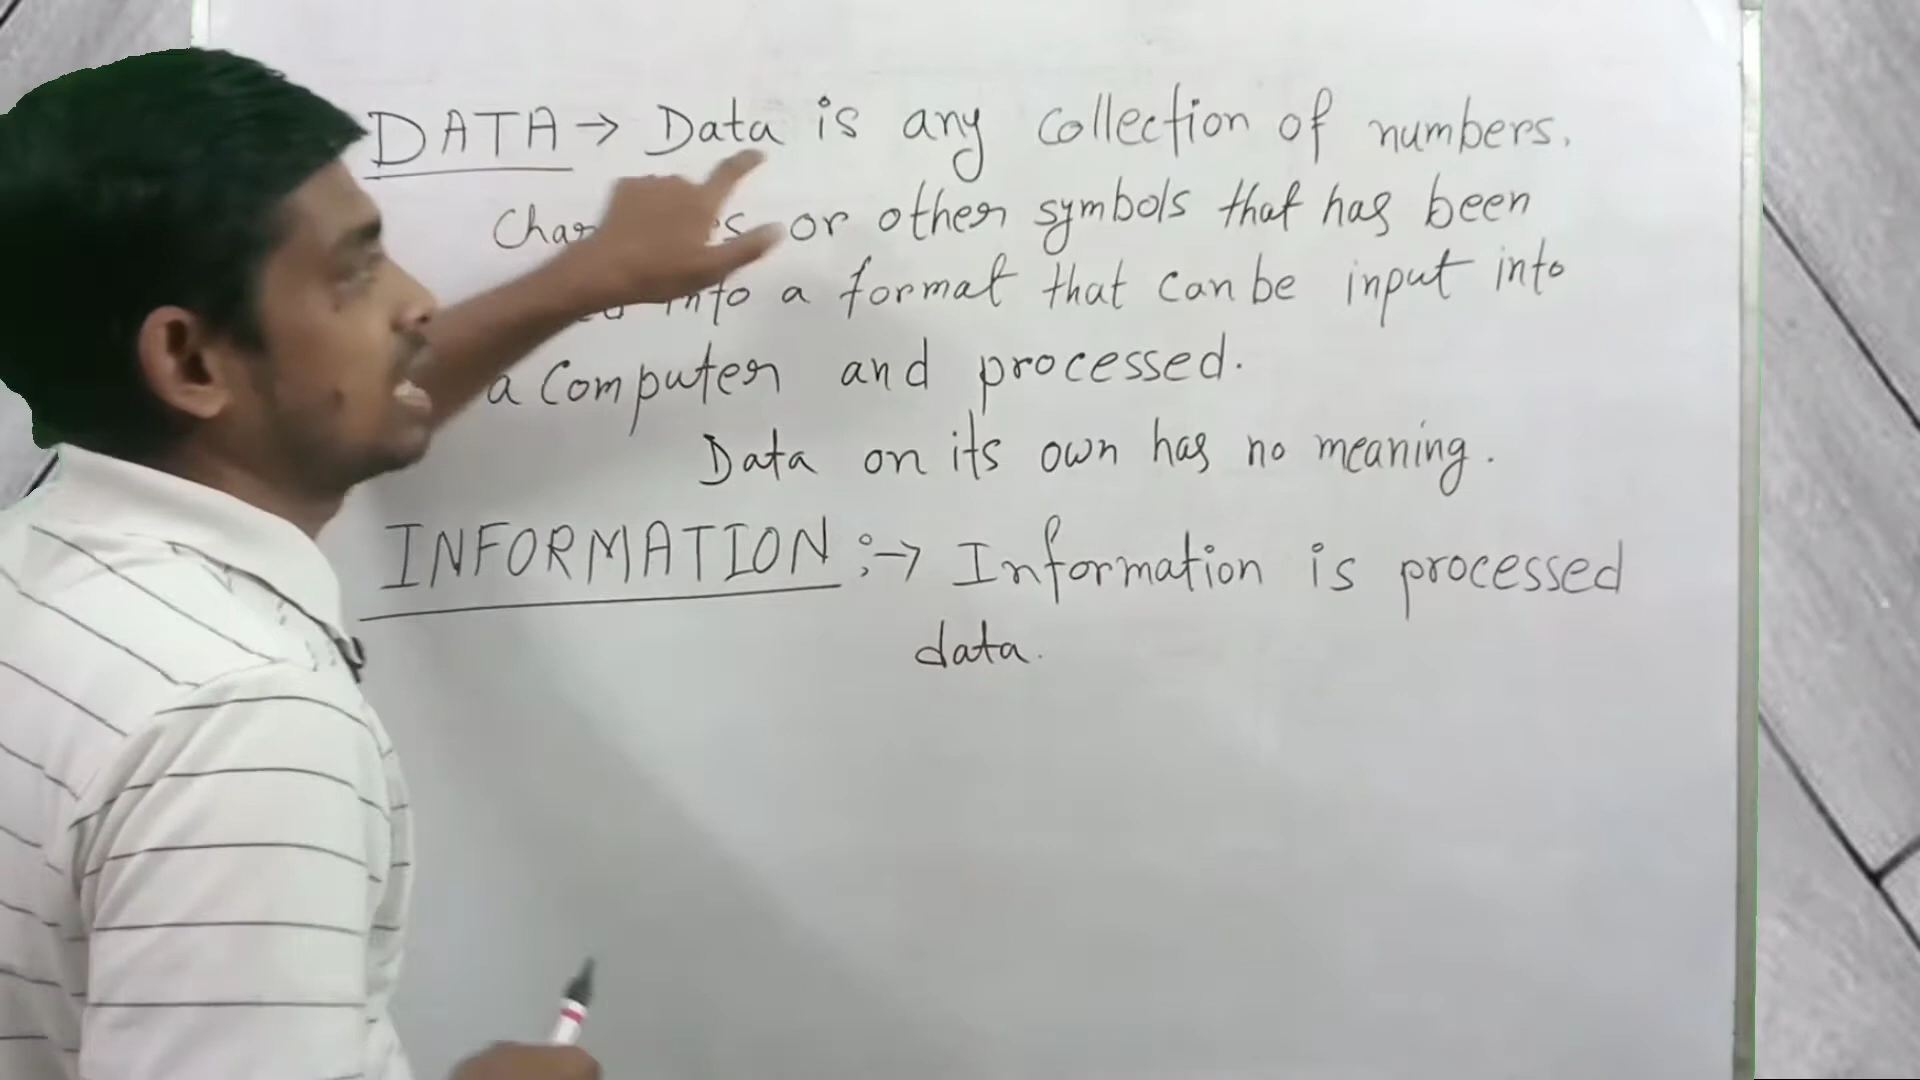 DATA → Data is any collection of numbers.
or other symbols that has been
into a format that can be input into
a Computer and processed.
Data on its own has no meaning.
INFORMATION :→ Information is processed
data.